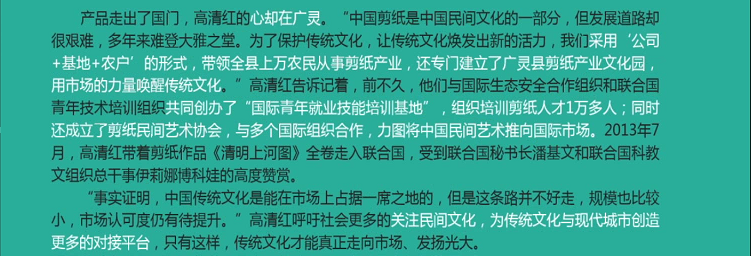 产品走出了国门，高清红的心却在广灵。“中国剪纸是中国民间文化的一部分，但发展道路却
很艰难，多年来难登大雅之堂。为了保护传统文化，让传统文化焕发出新的活力，我们采用‘公司
+基地+农户’的形式，带领全县上万农民从事剪纸产业，还专门建立了广灵县剪纸产业文化园，
用市场的力量唤醒传统文化。”高清红告诉记着，前不久，他们与国际生态安全合作组织和联合国
青年技术培训组织共同创办了“国际青年就业技能培训基地”，组织培训剪纸人才1万多人；同时
还成立了剪纸民间艺术协会，与多个国际组织合作，力图将中国民间艺术推向国际市场。2013年7
月，高清红带着剪纸作品《清明上河图》全卷走入联合国，受到联合国秘书长潘基文和联合国科教
文组织总干事伊莉娜博科娃的高度赞赏。
“事实证明，中国传统文化是能在市场上占据一席之地的，但是这条路并不好走，规模也比较
小，市场认可度仍有待提升。”高清红呼吁社会更多的关注民间文化，为传统文化与现代城市创造
更多的对接平台，只有这样，传统文化才能真正走向市场、发扬光大。